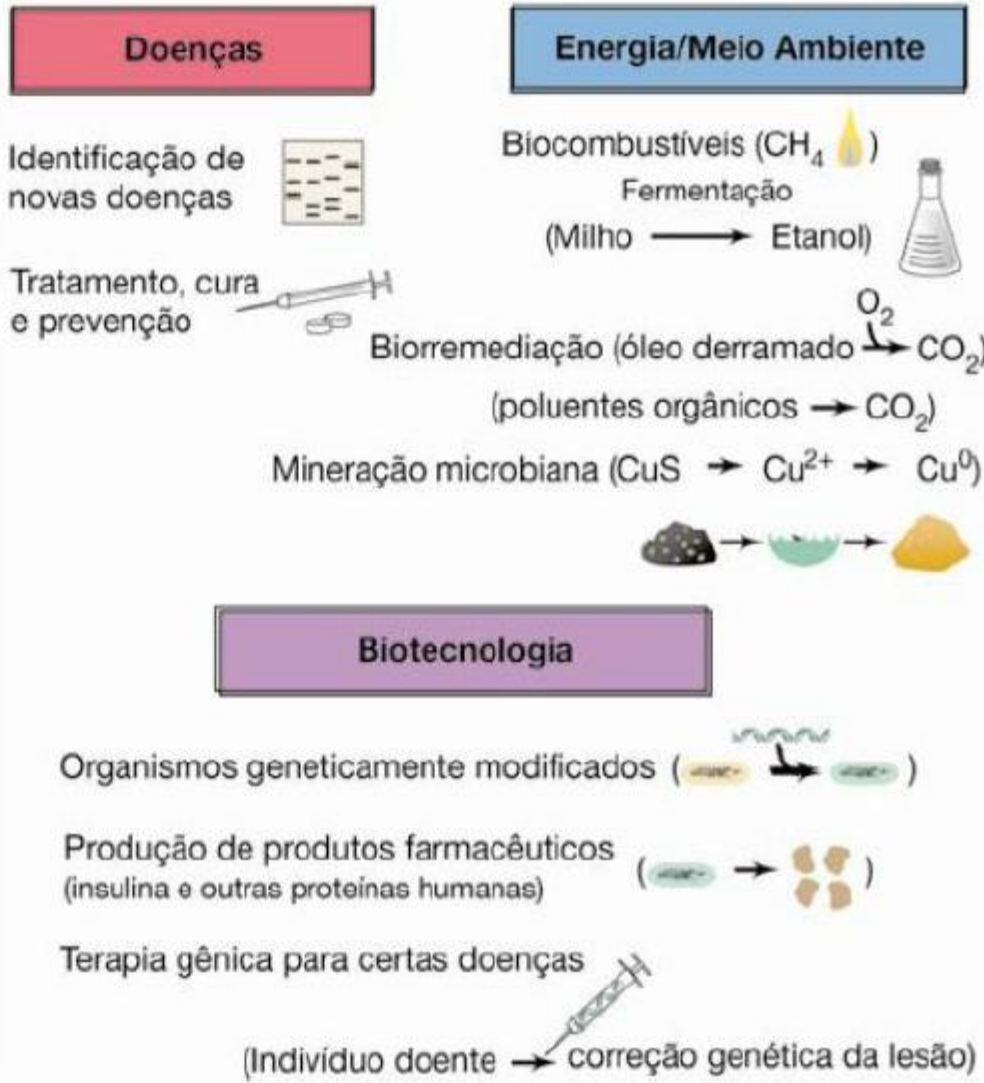 Doenças
Identificação de
novas doenças
Tratamento, cura
e prevenção
Energia/Meio Ambiente
Biocombustíveis (CH₄ )
Fermentação
(Milho → Etanol)
O₂
Biorremediação (óleo derramado → CO₂)
(poluentes orgânicos → CO₂)
Mineração microbiana (CuS → Cu²⁺ → Cu⁰)
Biotecnologia
Organismos geneticamente modificados ( → )
Produção de produtos farmacêuticos
(insulina e outras proteínas humanas)
( → )
Terapia gênica para certas doenças
(Indivíduo doente → correção genética da lesão)